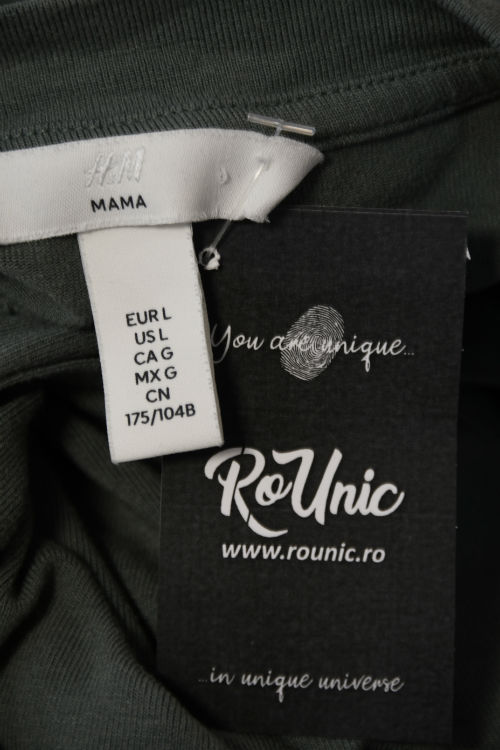 H&M
MAMA
EUR L
US L
CA G
MX G
CN
175/104B
You are unique...
RoUnic
www.rounic.ro
...in unique universe